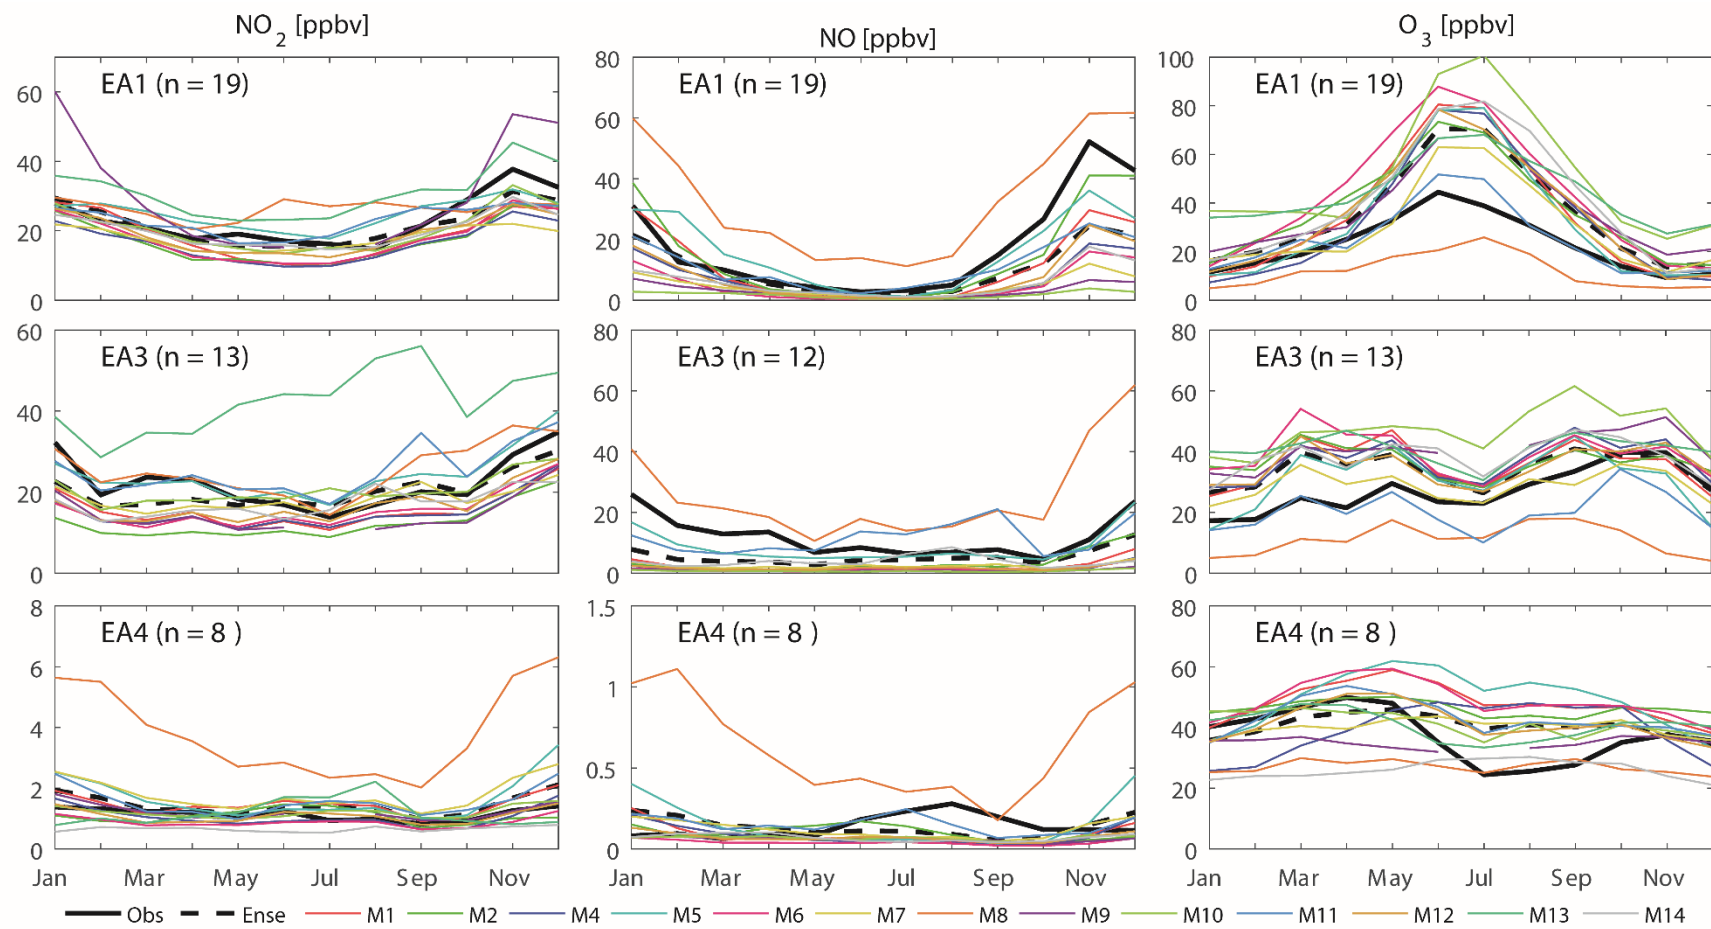 NO2 [ppbv] NO [ppbv] O3 [ppbv]
EA1 (n = 19) EA1 (n = 19) EA1 (n = 19)
60 40 20 0
80 60 40 20 0
100 80 60 40 20 0
EA3 (n = 13) EA3 (n = 12) EA3 (n = 13)
60 40 20 0
80 60 40 20 0
80 60 40 20 0
EA4 (n = 8 ) EA4 (n = 8 ) EA4 (n = 8 )
8 6 4 2 0
1.5 1 0.5 0
80 60 40 20 0
Jan Mar May Jul Sep Nov Jan Mar May Jul Sep Nov Jan Mar May Jul Sep Nov
Obs Ense M1 M2 M4 M5 M6 M7 M8 M9 M10 M11 M12 M13 M14